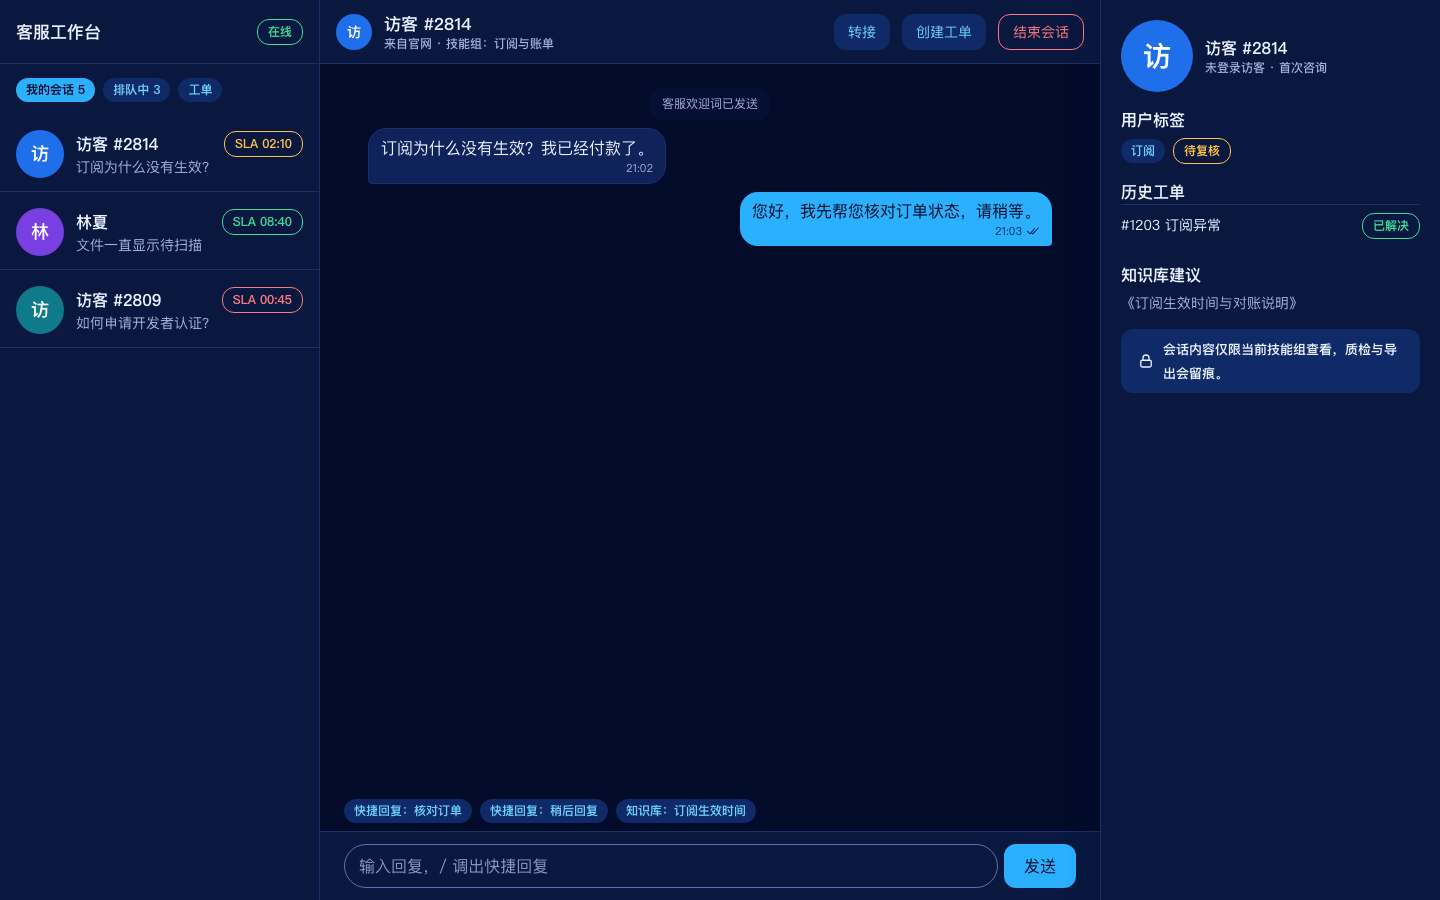 客服工作台
在线
我的会话 5
排队中 3
工单
访
访客 #2814
SLA 02:10
订阅为什么没有生效?
林
林夏
SLA 08:40
文件一直显示待扫描
访
访客 #2809
SLA 00:45
如何申请开发者认证?
访
访客 #2814
来自官网 · 技能组：订阅与账单
转接
创建工单
结束会话
客服欢迎词已发送
订阅为什么没有生效？我已经付款了。
21:02
您好，我先帮您核对订单状态，请稍等。
21:03
快捷回复：核对订单
快捷回复：稍后回复
知识库：订阅生效时间
输入回复，/ 调出快捷回复
发送
访
访客 #2814
未登录访客 · 首次咨询
用户标签
订阅
待复核
历史工单
#1203 订阅异常
已解决
知识库建议
《订阅生效时间与对账说明》
会话内容仅限当前技能组查看，质检与导
出会留痕。